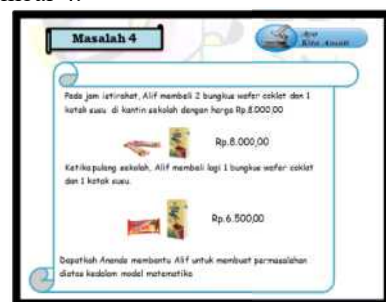 Masalah 4
Ayo
Kita Amati
Pada jam istirahat, Alif membeli 2 bungkus wafer coklat dan 1
kotak susu di kantin sekolah dengan harga Rp.8.000,00
Rp.8.000,00
Ketika pulang sekolah, Alif membeli lagi 1 bungkus wafer coklat
dan 1 kotak susu.
Rp.6.500,00
Dapatkah Ananda membantu Alif untuk membuat permasalahan
diatas kedalam model matematika